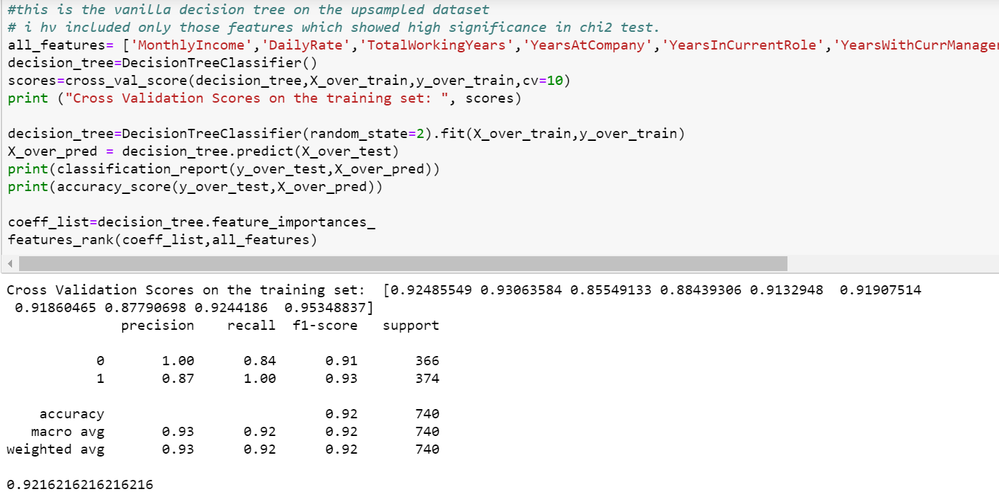 #this is the vanilla decision tree on the upsampled dataset
# i hv included only those features which showed high significance in chi2 test.
all_features= ['MonthlyIncome','DailyRate','TotalWorkingYears','YearsAtCompany','YearsInCurrentRole','YearsWithCurrManager
decision_tree=DecisionTreeClassifier()
scores=cross_val_score(decision_tree,X_over_train,y_over_train,cv=10)
print ("Cross Validation Scores on the training set: ", scores)
decision_tree=DecisionTreeClassifier(random_state=2).fit(X_over_train,y_over_train)
X_over_pred = decision_tree.predict(X_over_test)
print(classification_report(y_over_test,X_over_pred))
print(accuracy_score(y_over_test,X_over_pred))
coeff_list=decision_tree.feature_importances_
features_rank(coeff_list,all_features)
Cross Validation Scores on the training set:  [0.92485549 0.93063584 0.85549133 0.88439306 0.9132948  0.91907514
 0.91860465 0.87790698 0.9244186  0.95348837]
              precision    recall  f1-score   support
           0       1.00      0.84      0.91       366
           1       0.87      1.00      0.93       374
    accuracy                           0.92       740
   macro avg       0.93      0.92      0.92       740
weighted avg       0.93      0.92      0.92       740
0.9216216216216216